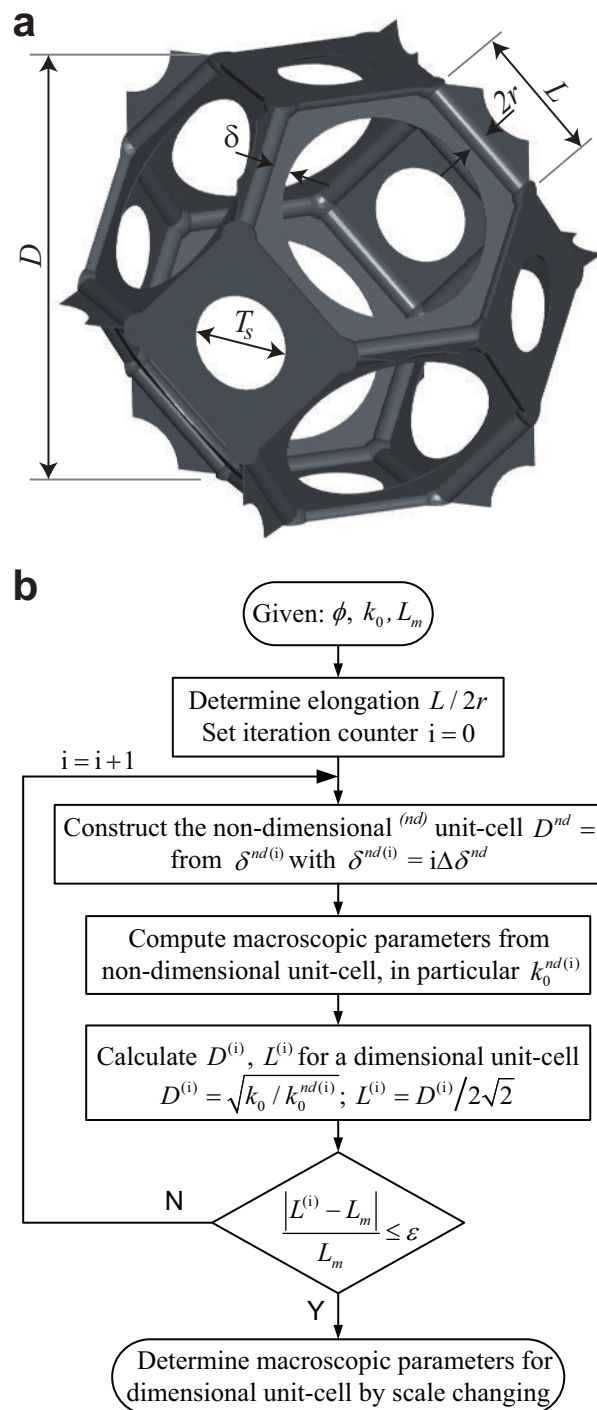 a
D
δ
2r
L
T_s
b
Given: ϕ, k_0, L_m
Determine elongation L / 2r
Set iteration counter i = 0
i = i+1
Construct the non-dimensional ^(nd) unit-cell D^nd =
from δ^nd(i) with δ^nd(i) = iΔδ^nd
Compute macroscopic parameters from
non-dimensional unit-cell, in particular k_0^nd(i)
Calculate D^(i), L^(i) for a dimensional unit-cell
D^(i) = √(k_0 / k_0^nd(i)); L^(i) = D^(i)/2√2
N
|L^(i) − L_m| / L_m ≤ ε
Y
Determine macroscopic parameters for
dimensional unit-cell by scale changing